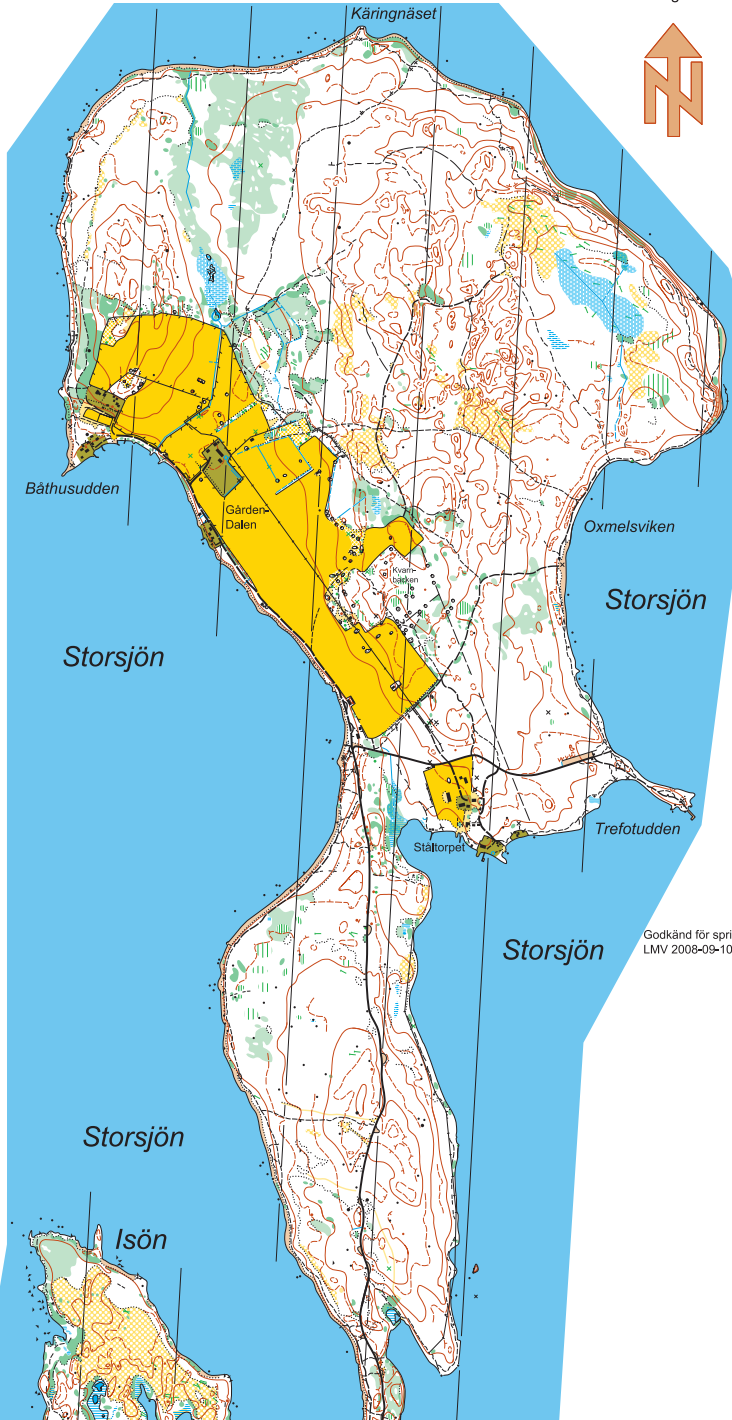 Käringnäset
Båthusudden
Gården-
Dalen
Oxmelsviken
Kvarn-
backen
Storsjön
Storsjön
Trefotudden
Ståltorpet
Godkänd för spri
LMV 2008-09-10
Storsjön
Storsjön
Isön